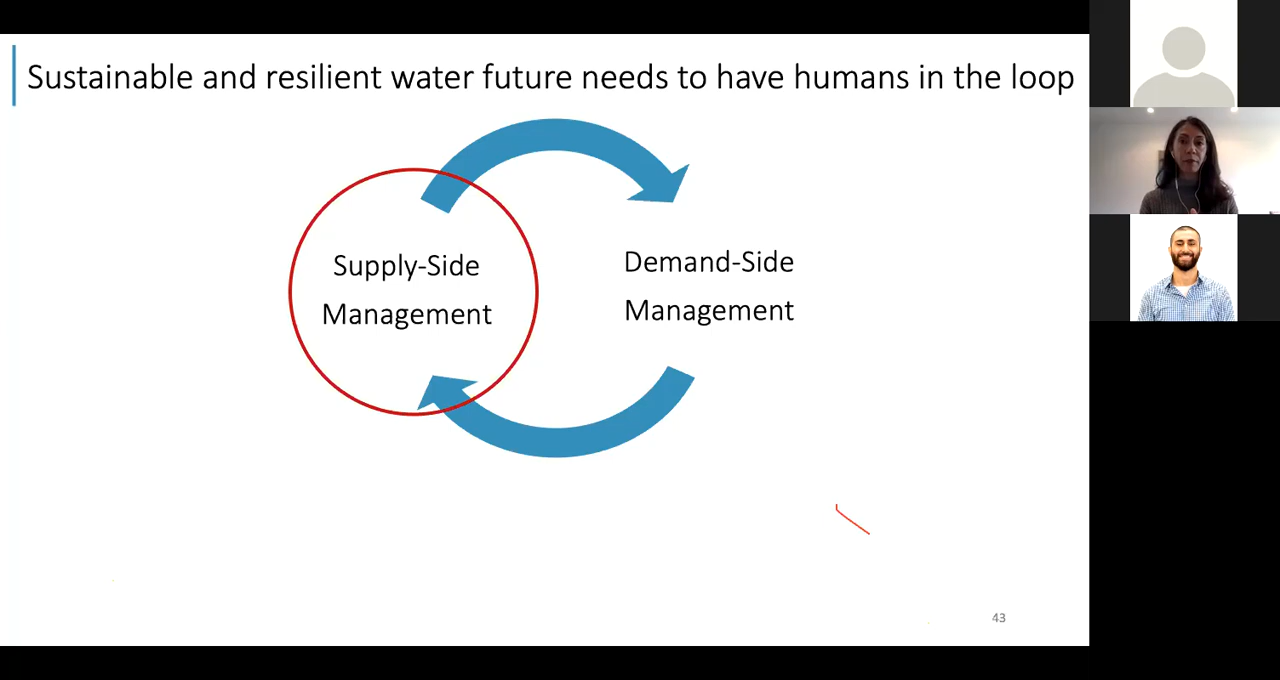 Sustainable and resilient water future needs to have humans in the loop
Supply-Side
Management
Demand-Side
Management
43